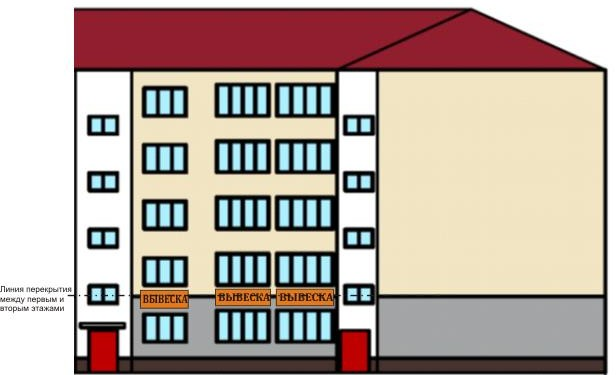 Линия перекрытия
между первым и
вторым этажами
ВЫВЕСКА ВЫВЕСКА ВЫВЕСКА